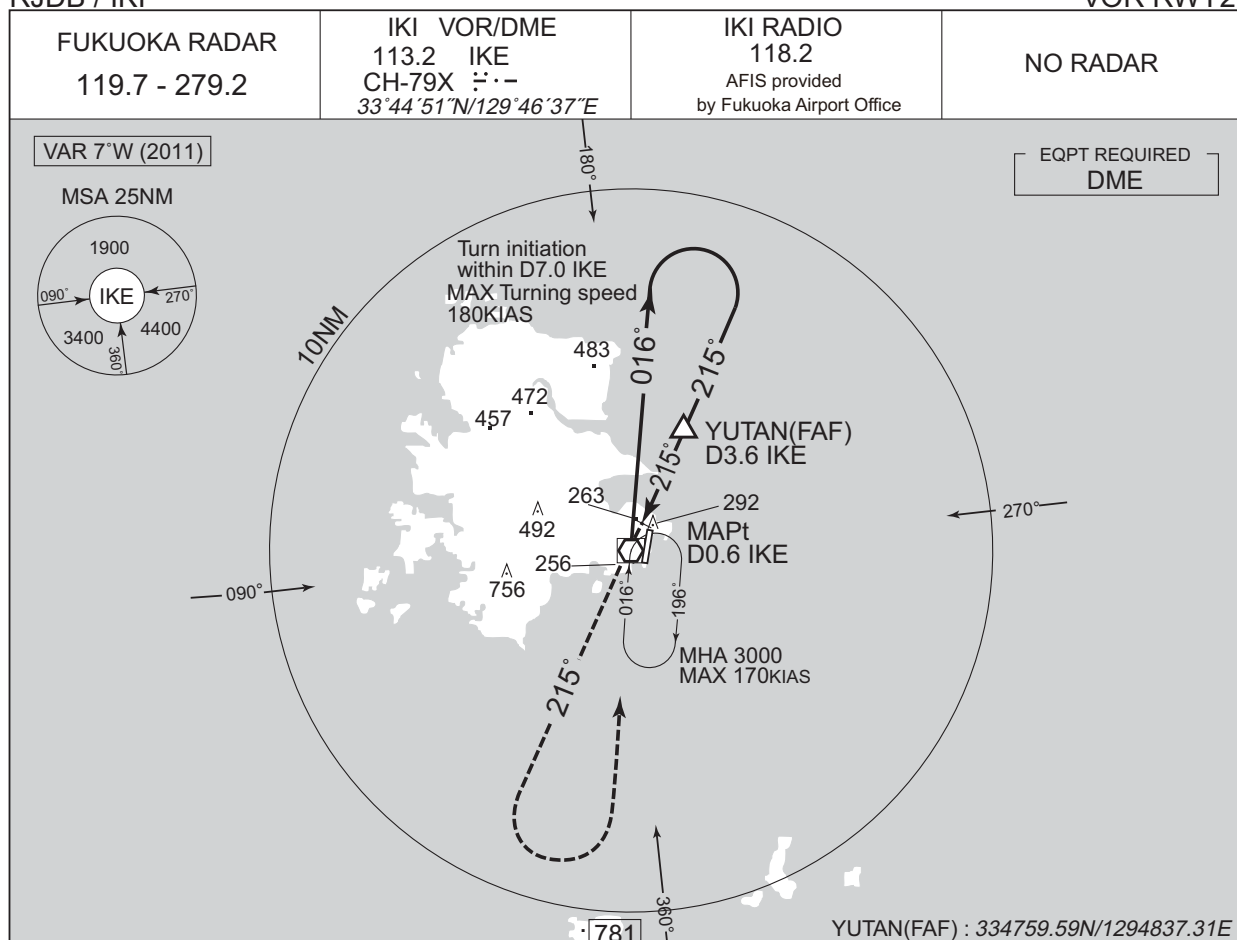 FUKUOKA RADAR
119.7 - 279.2
IKI VOR/DME
113.2 IKE
CH-79X
33°44´51˝N/129°46´37˝E
IKI RADIO
118.2
AFIS provided
by Fukuoka Airport Office
NO RADAR
VAR 7°W (2011)
EQPT REQUIRED
DME
MSA 25NM
1900
090°
IKE
270°
3400
4400
360°
180°
Turn initiation
within D7.0 IKE
MAX Turning speed
180KIAS
10NM
016°
215°
483
472
457
YUTAN(FAF)
D3.6 IKE
215°
263
292
492
MAPt
D0.6 IKE
270°
256
756
090°
016°
196°
MHA 3000
MAX 170KIAS
215°
360°
781
YUTAN(FAF) : 334759.59N/1294837.31E